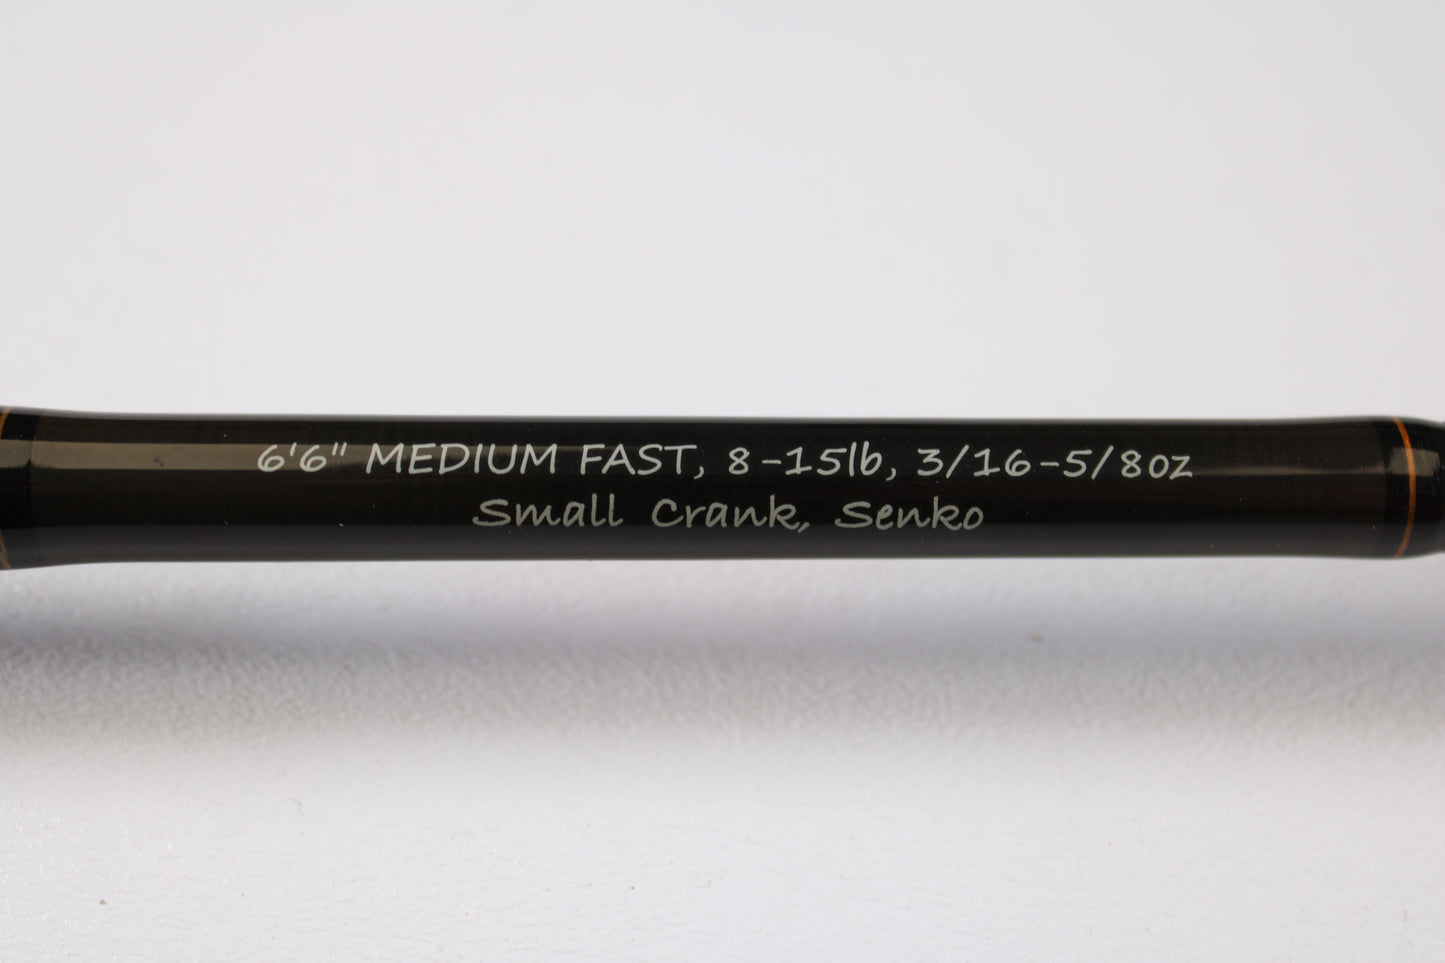 6'6" MEDIUM FAST, 8-15lb, 3/16-5/8oz
Small Crank, Senko